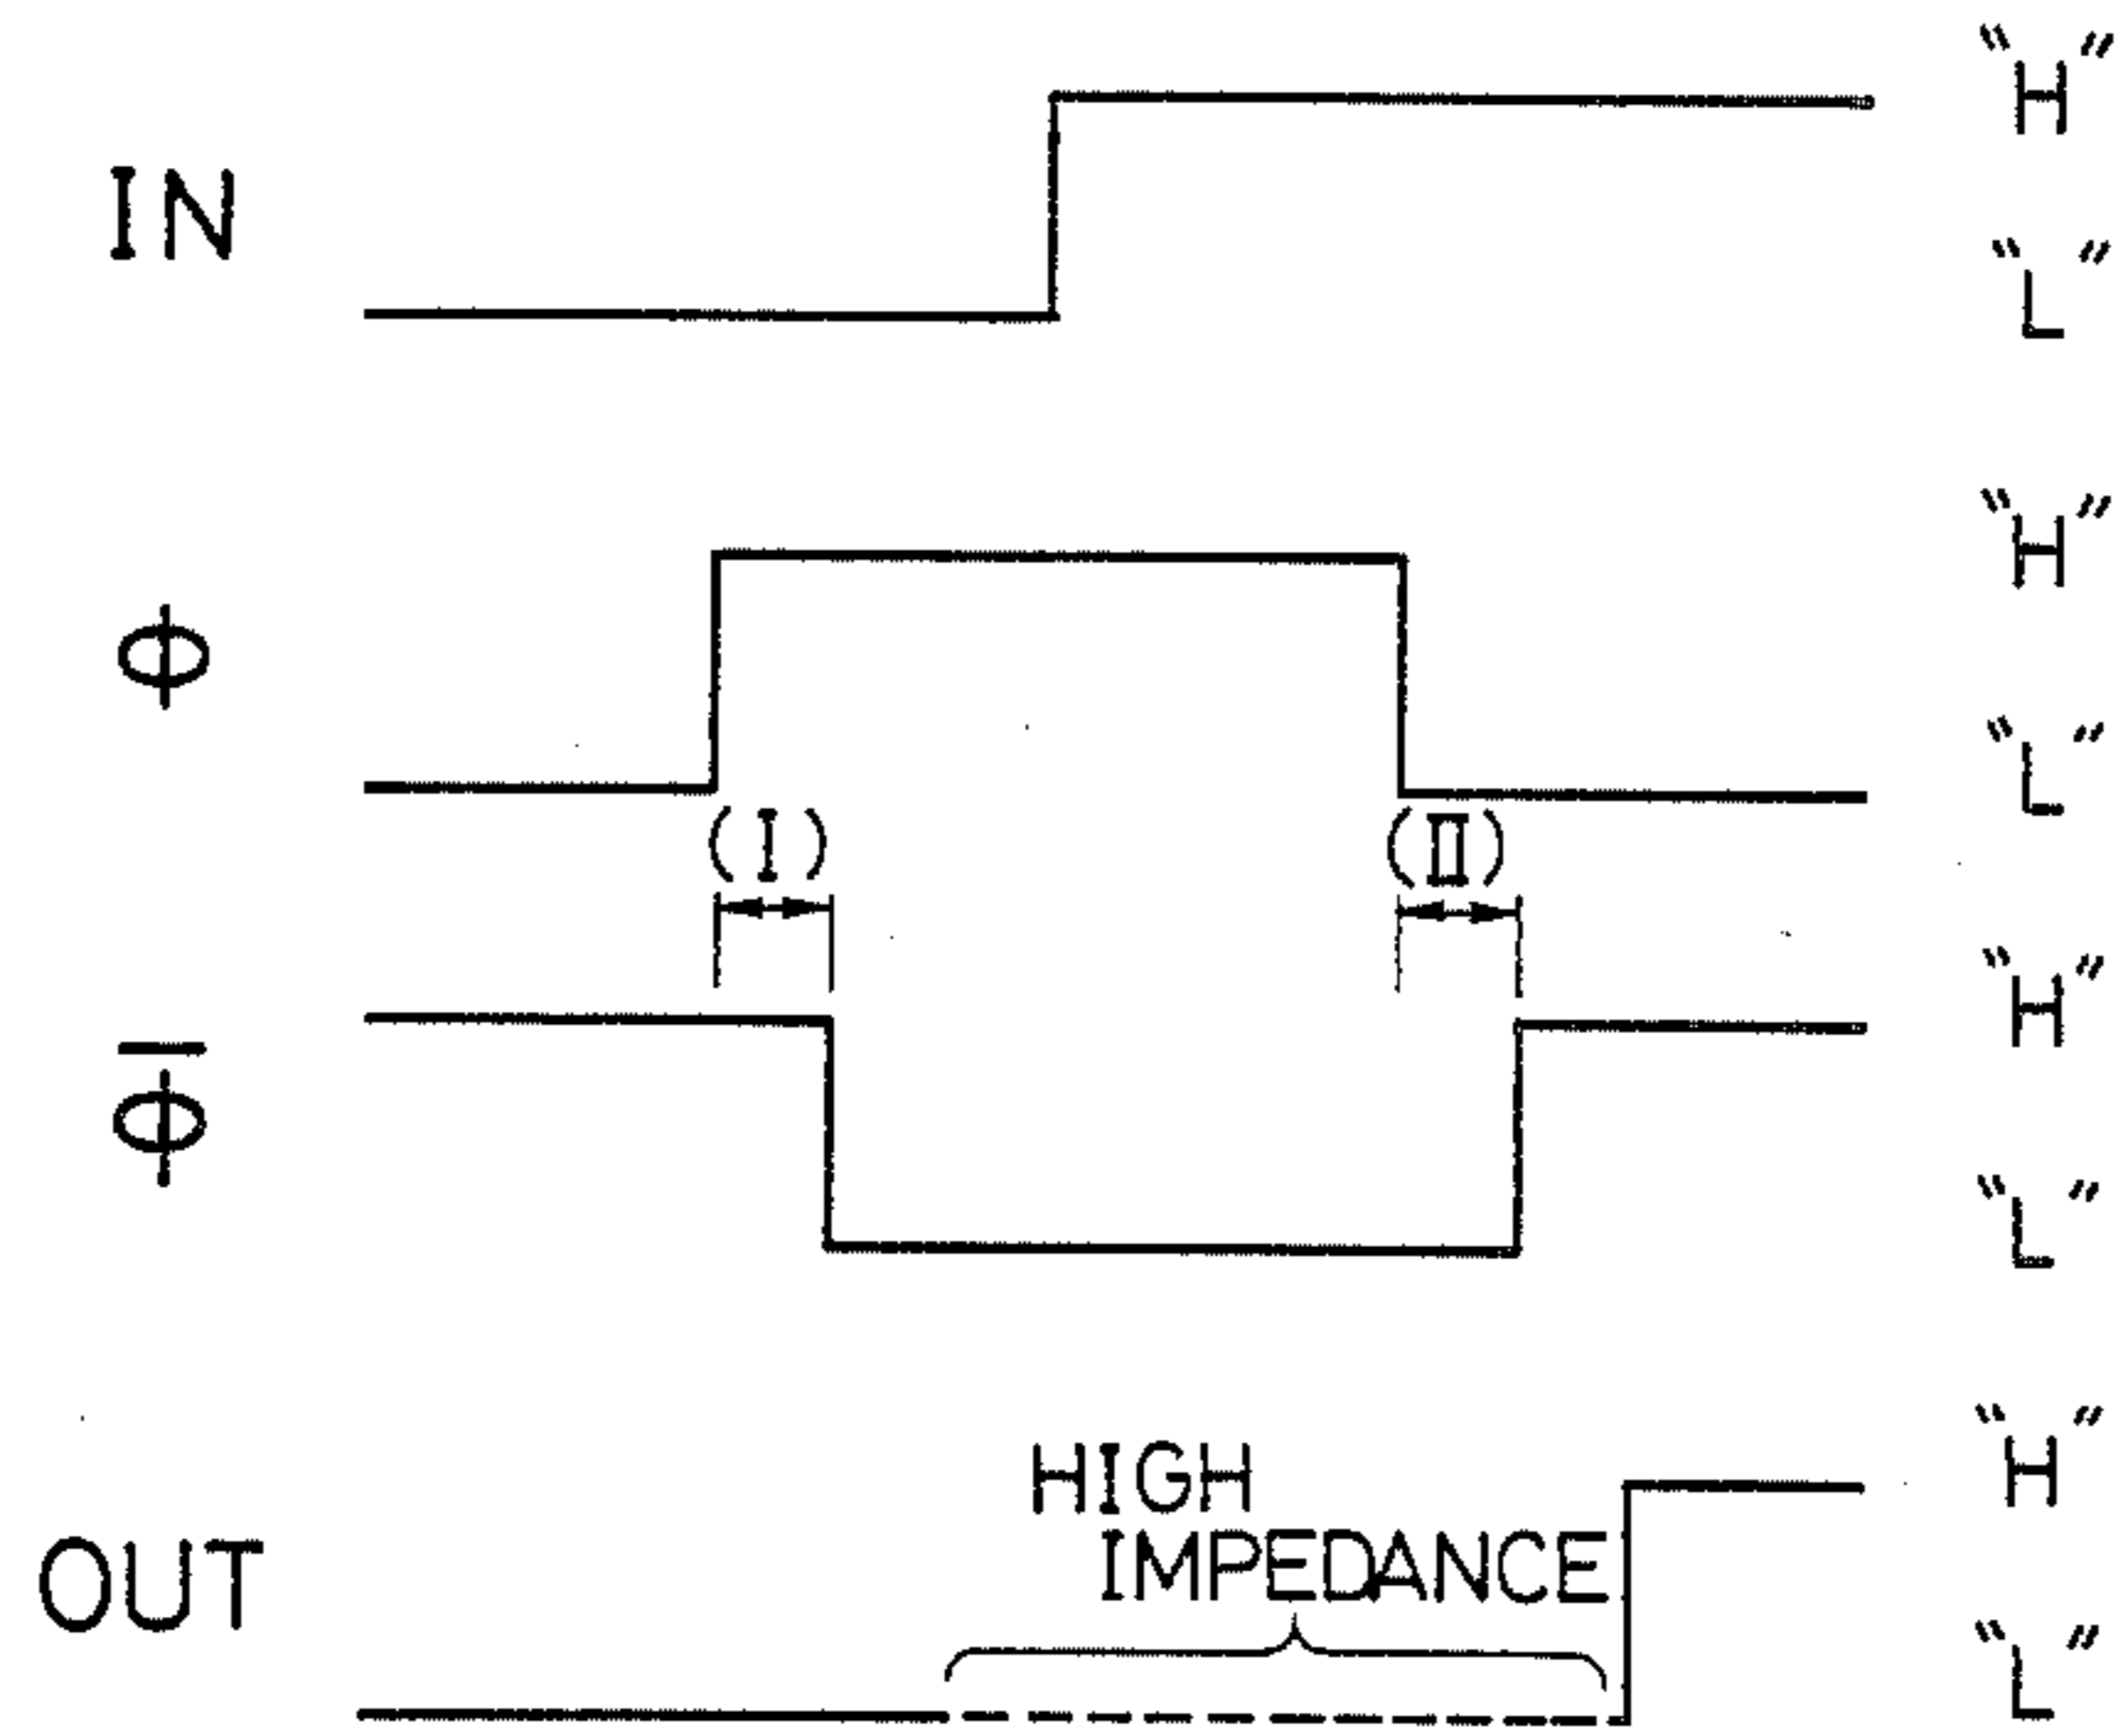 “H”
IN
“L”
“H”
ϕ
“L”
(I) (II)
“H”
ϕ̅
“L”
“H”
HIGH
IMPEDANCE
OUT
“L”